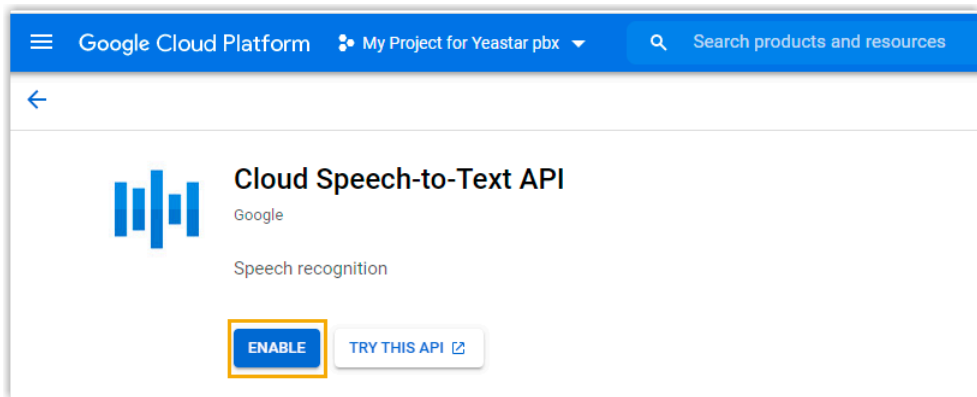 Google Cloud Platform My Project for Yeastar pbx Search products and resources
Cloud Speech-to-Text API
Google
Speech recognition
ENABLE TRY THIS API